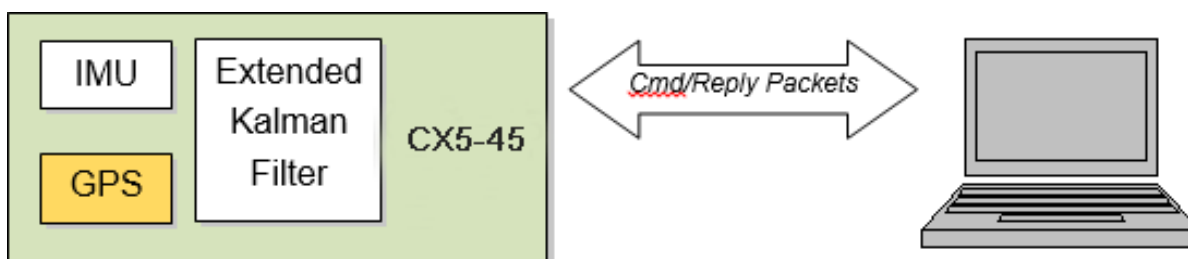 IMU
GPS
Extended
Kalman
Filter
CX5-45
Cmd/Reply Packets